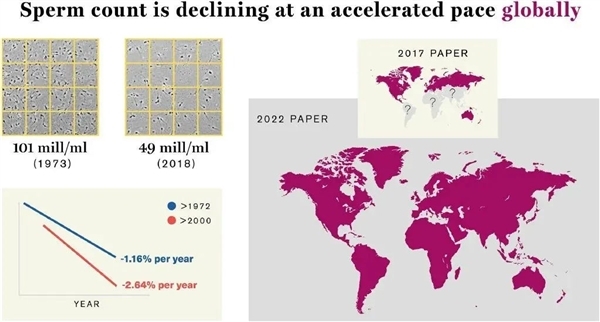 Sperm count is declining at an accelerated pace globally
101 mill/ml
(1973)
49 mill/ml
(2018)
2017 PAPER
?
?
?
2022 PAPER
>1972
>2000
-1.16% per year
-2.64% per year
YEAR